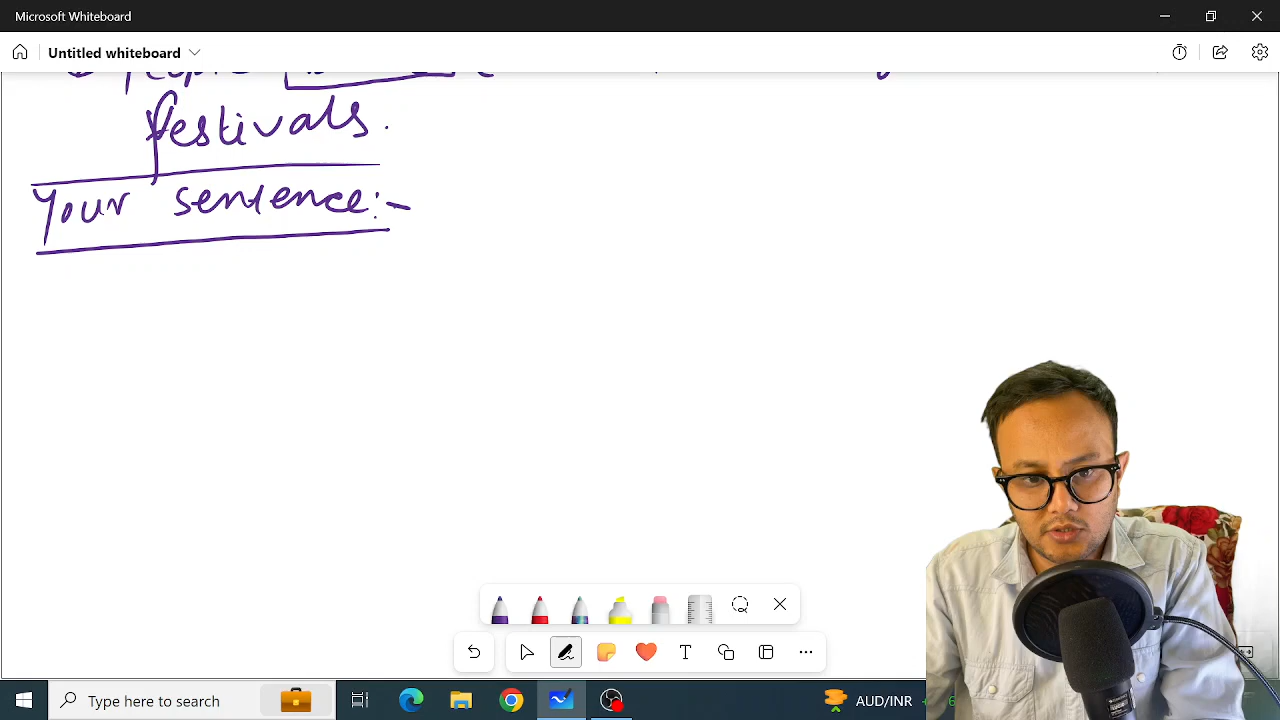 Microsoft Whiteboard
Untitled whiteboard
festivals.
Your sentence:-
Type here to search
AUD/INR